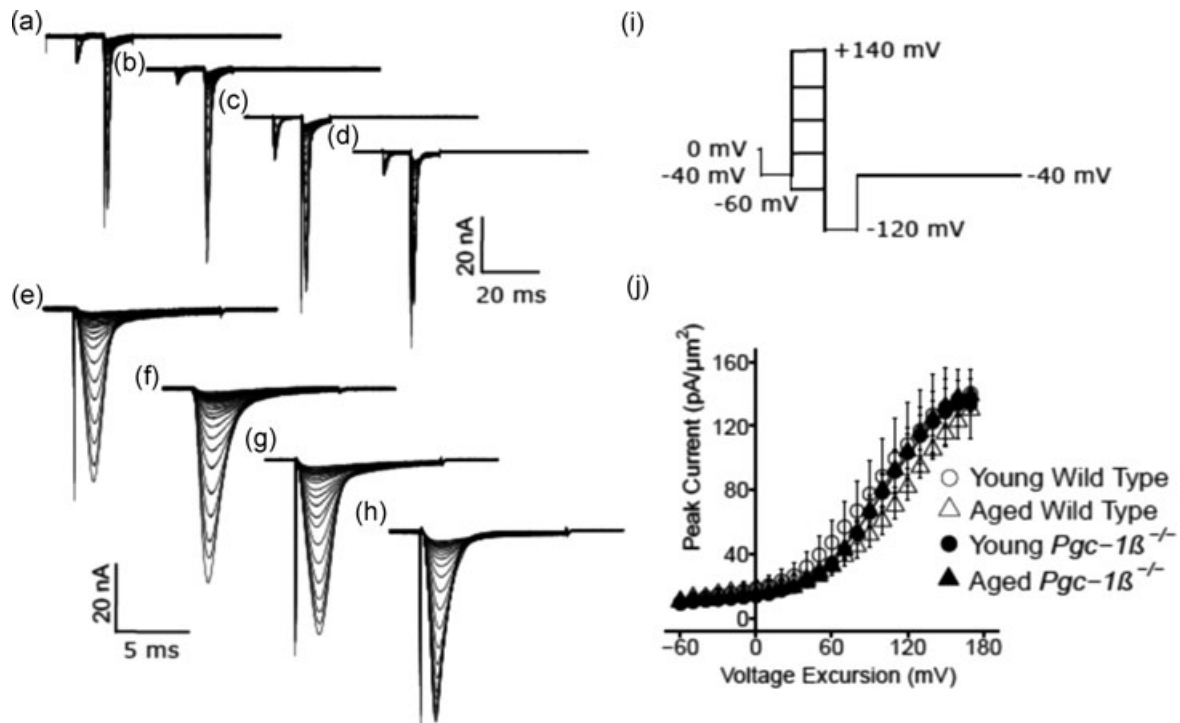 (a)
(b)
(c)
(d)
20 nA
20 ms
(e)
(f)
(g)
(h)
20 nA
5 ms
(i)
+140 mV
0 mV
-40 mV
-40 mV
-60 mV
-120 mV
(j)
Peak Current (pA/µm²)
160
120
80
40
0
−60
0
60
120
180
Voltage Excursion (mV)
Young Wild Type
Aged Wild Type
Young Pgc−1ß⁻/⁻
Aged Pgc−1ß⁻/⁻